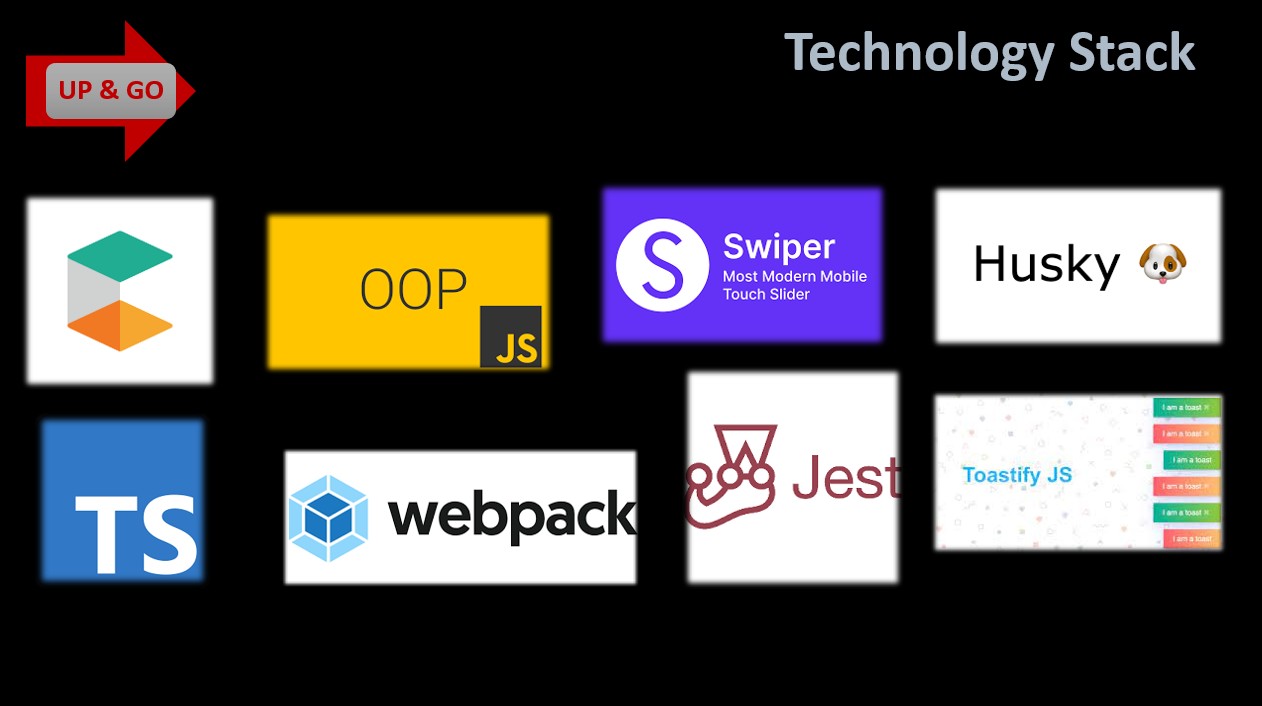 Technology Stack
UP & GO
OOP
JS
Swiper
Most Modern Mobile
Touch Slider
Husky
TS
webpack
Jest
Toastify JS
I am a toast
I am a toast
I am a toast
I am a toast
I am a toast
I am a toast